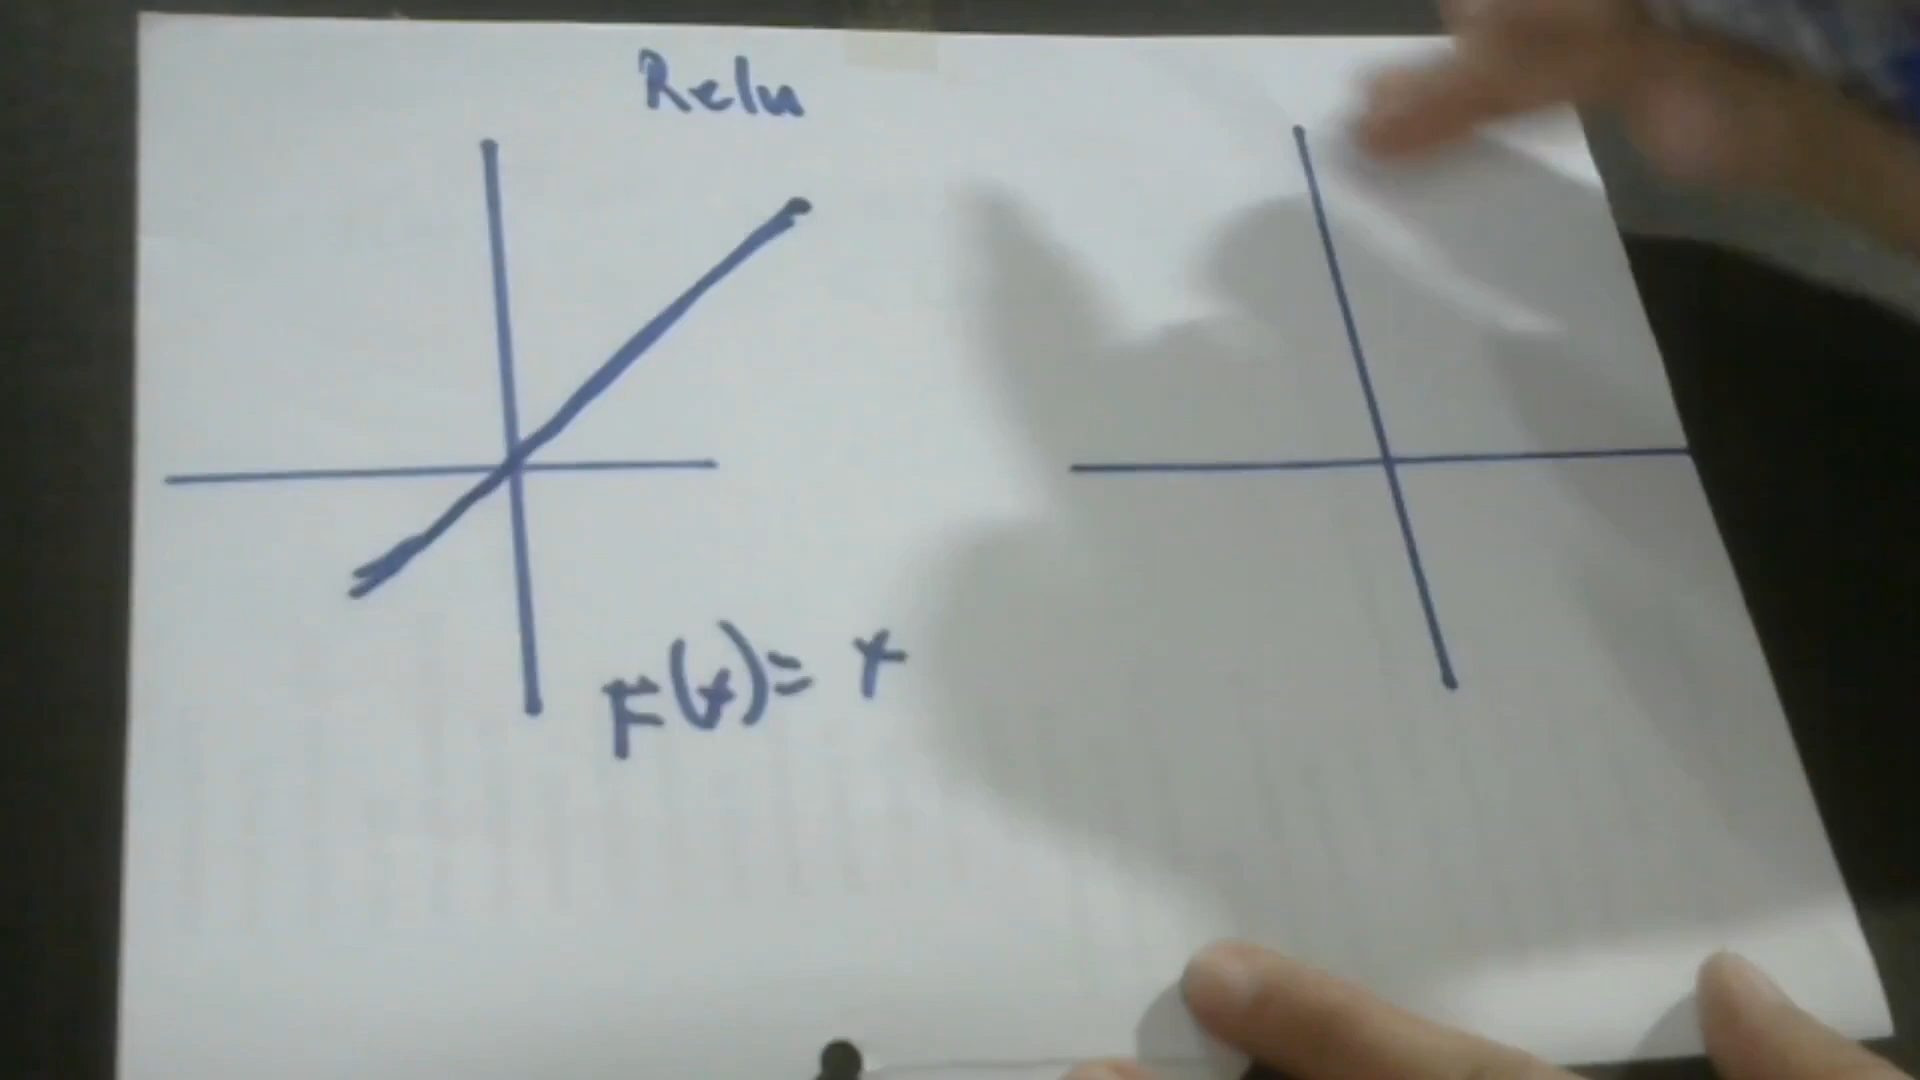 Relu
F(x)= x